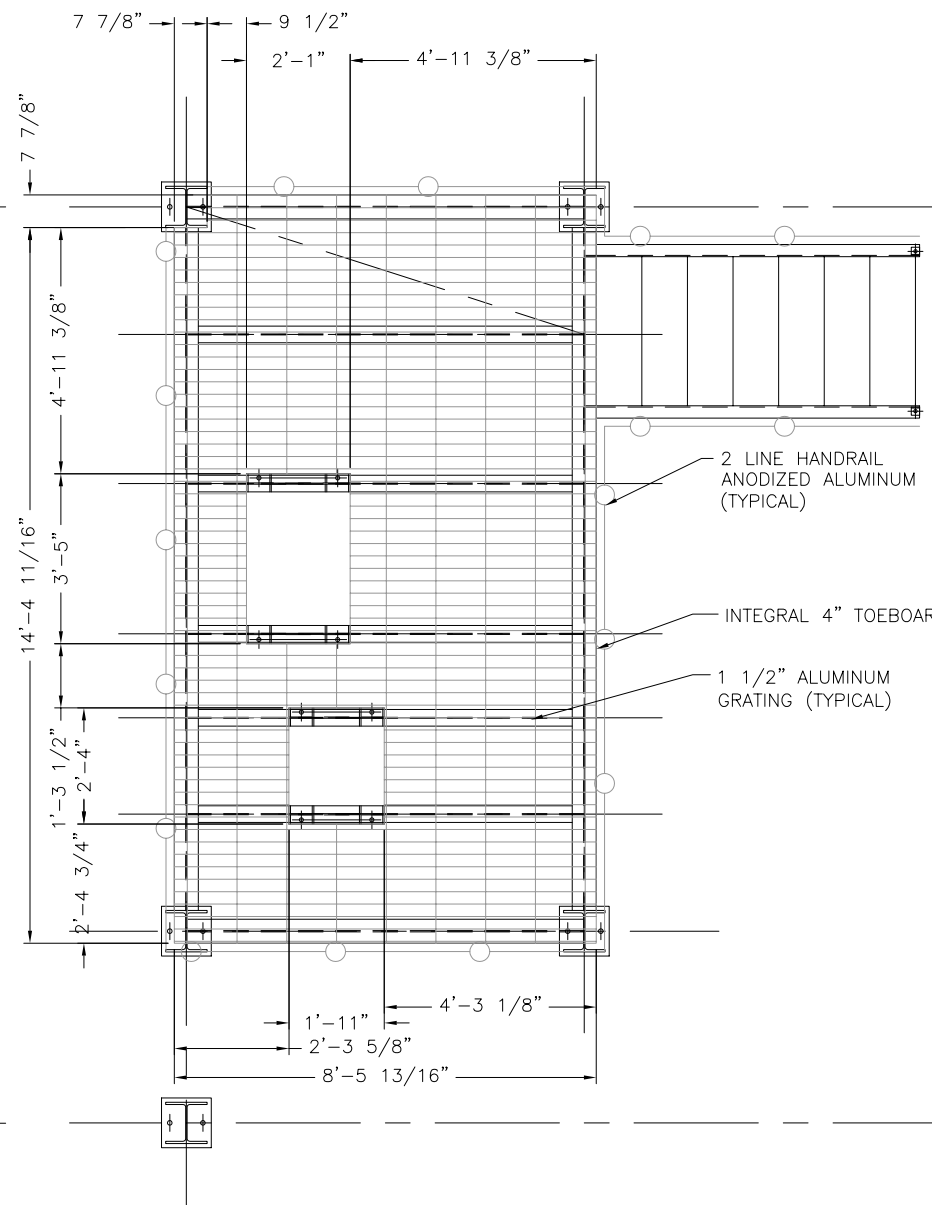 7 7/8”
9 1/2”
2’-1”
4’-11 3/8”
7 7/8”
4’-11 3/8”
14’-4 11/16”
3’-5”
1’-3 1/2”
2’-4”
2’-4 3/4”
2 LINE HANDRAIL
ANODIZED ALUMINUM
(TYPICAL)
INTEGRAL 4” TOEBOAR
1 1/2” ALUMINUM
GRATING (TYPICAL)
4’-3 1/8”
1’-11”
2’-3 5/8”
8’-5 13/16”